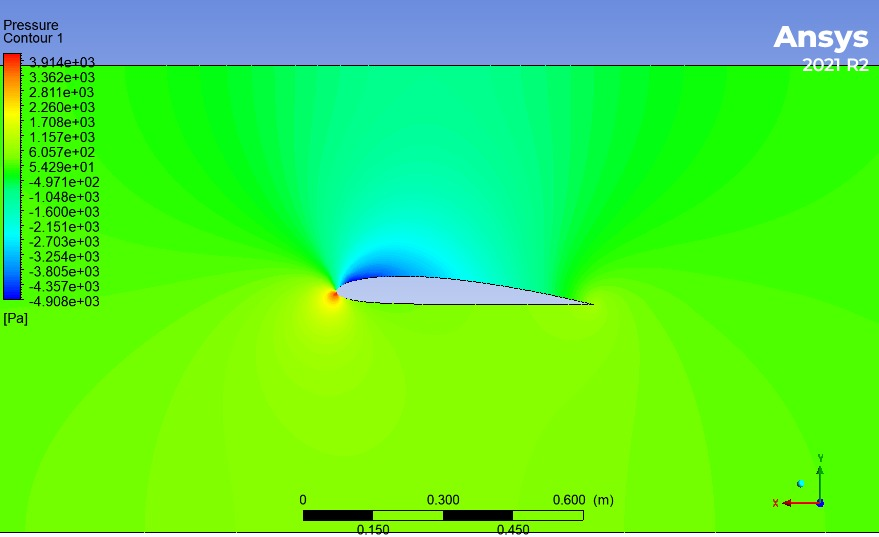 Pressure
Contour 1
Ansys
2021 R2
3.914e+03
3.362e+03
2.811e+03
2.260e+03
1.708e+03
1.157e+03
6.057e+02
5.429e+01
-4.971e+02
-1.048e+03
-1.600e+03
-2.151e+03
-2.703e+03
-3.254e+03
-3.805e+03
-4.357e+03
-4.908e+03
[Pa]
0 0.300 0.600 (m)
0.150 0.450
Y
X